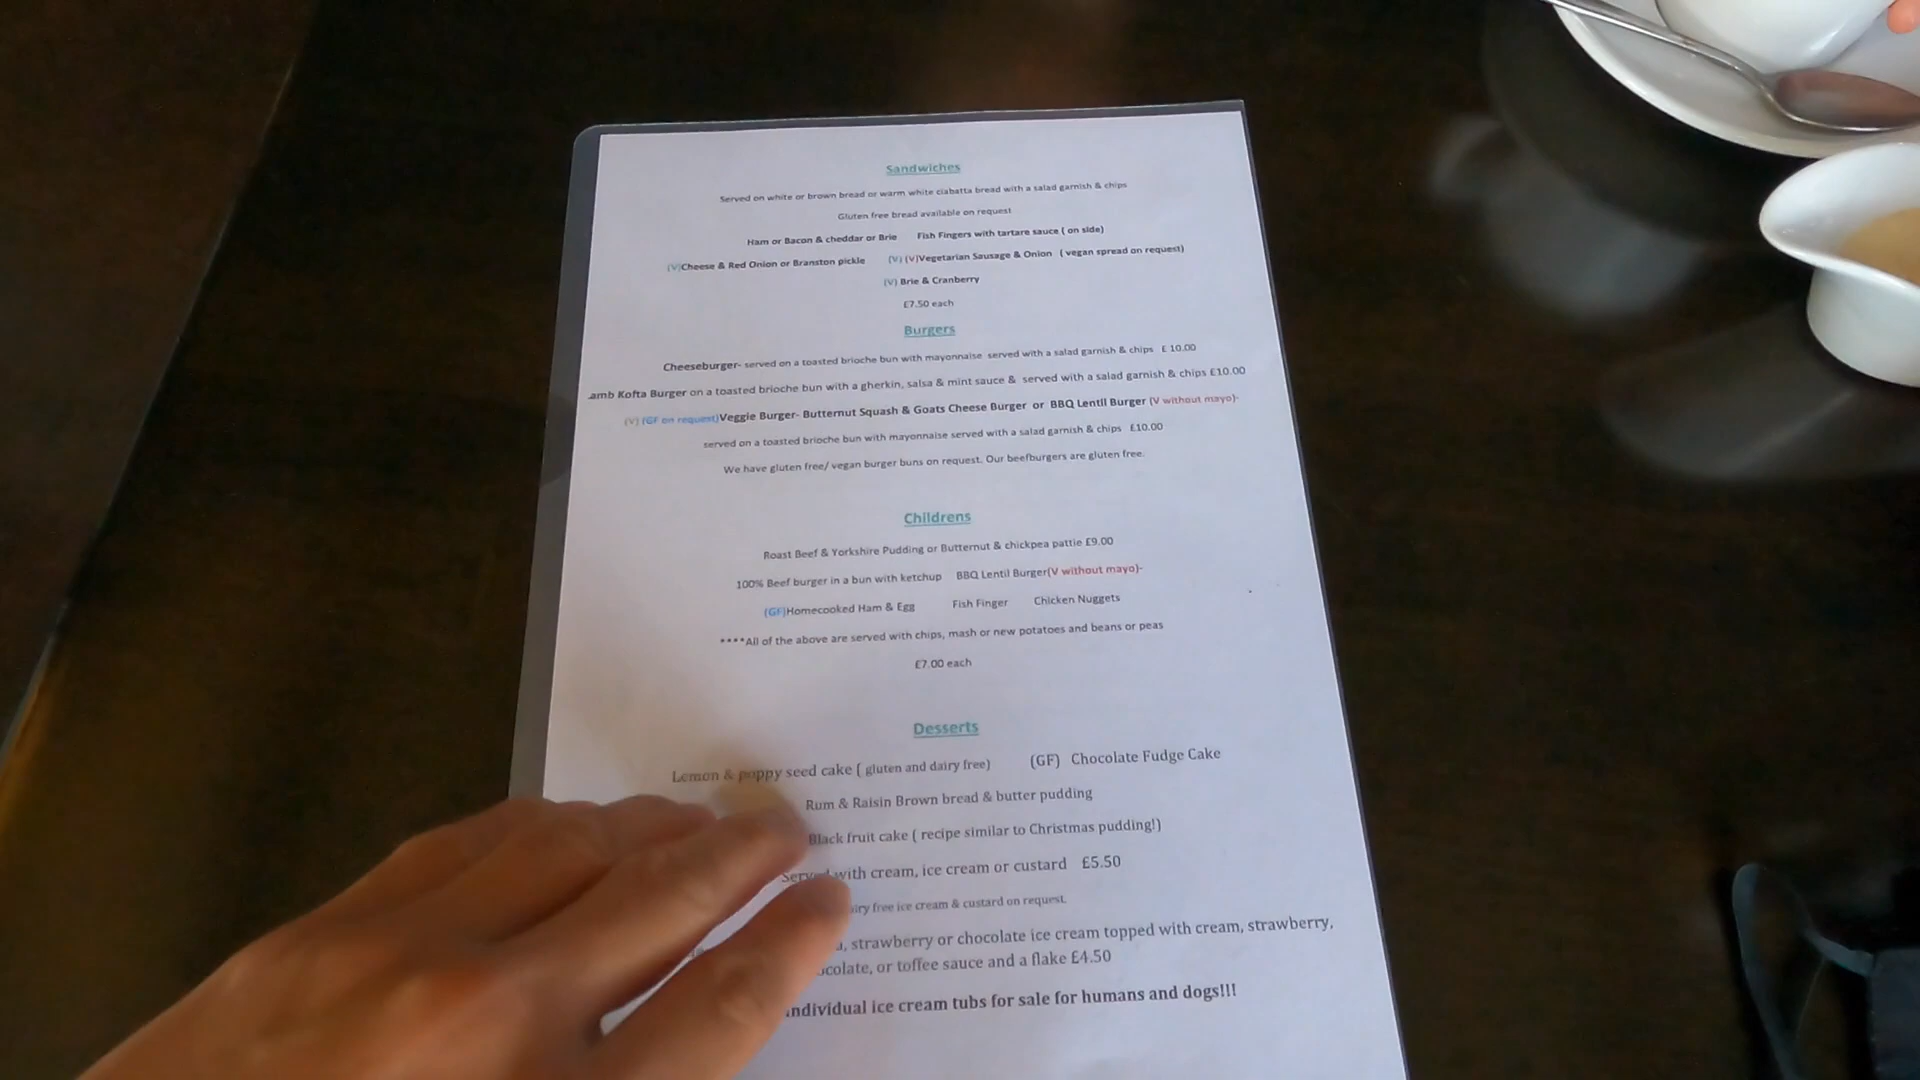 Sandwiches
Served on white or brown bread or warm white ciabatta bread with a salad garnish & chips
Gluten free bread available on request
Ham or Bacon & cheddar or Brie Fish Fingers with tartare sauce ( on side)
(V)Cheese & Red Onion or Branston pickle (V) (V)Vegetarian Sausage & Onion ( vegan spread on request)
(V) Brie & Cranberry
£7.50 each
Burgers
Cheeseburger- served on a toasted brioche bun with mayonnaise served with a salad garnish & chips £ 10.00
amb Kofta Burger on a toasted brioche bun with a gherkin, salsa & mint sauce & served with a salad garnish & chips £10.00
(V) (GF on request)Veggie Burger- Butternut Squash & Goats Cheese Burger or BBQ Lentil Burger (V without mayo)-
served on a toasted brioche bun with mayonnaise served with a salad garnish & chips £10.00
We have gluten free/ vegan burger buns on request. Our beefburgers are gluten free.
Childrens
Roast Beef & Yorkshire Pudding or Butternut & chickpea pattie £9.00
100% Beef burger in a bun with ketchup BBQ Lentil Burger(V without mayo)-
(GF)Homecooked Ham & Egg Fish Finger Chicken Nuggets
****All of the above are served with chips, mash or new potatoes and beans or peas
£7.00 each
Desserts
Lemon & poppy seed cake ( gluten and dairy free) (GF) Chocolate Fudge Cake
Rum & Raisin Brown bread & butter pudding
Black fruit cake ( recipe similar to Christmas pudding!)
with cream, ice cream or custard £5.50
free ice cream & custard on request.
strawberry or chocolate ice cream topped with cream, strawberry,
or toffee sauce and a flake £4.50
ndividual ice cream tubs for sale for humans and dogs!!!